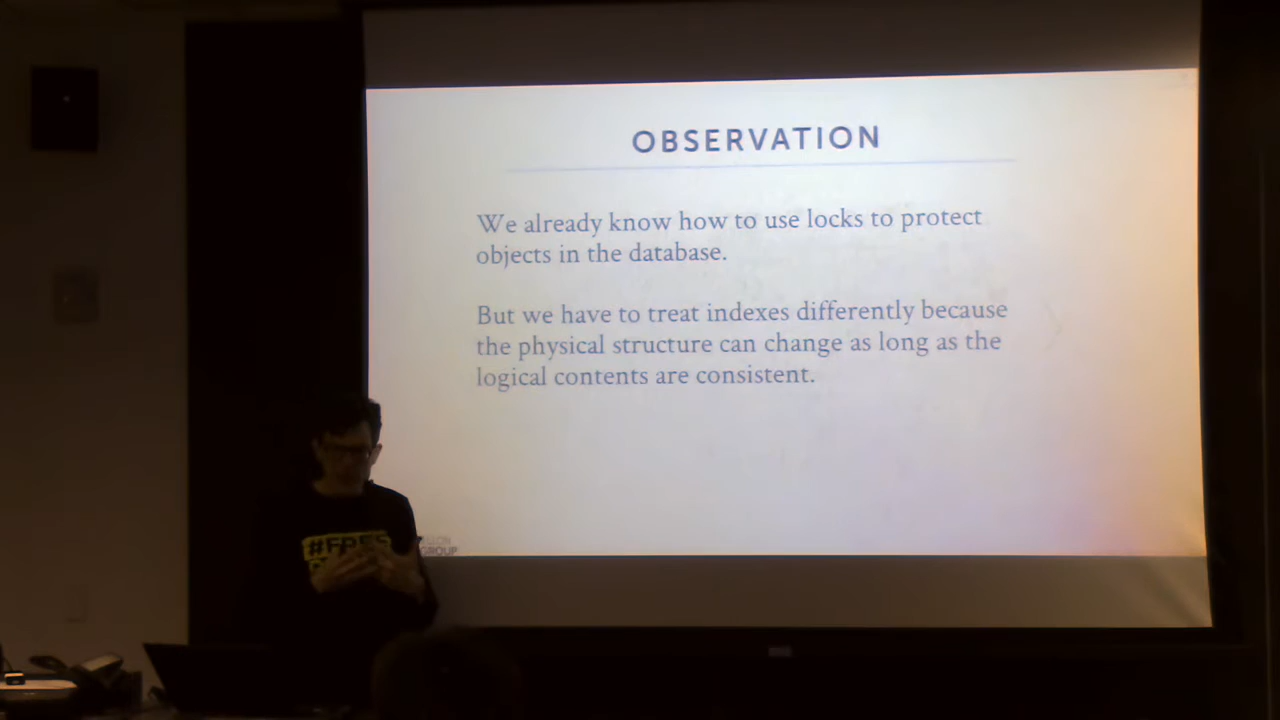 OBSERVATION
We already know how to use locks to protect
objects in the database.
But we have to treat indexes differently because
the physical structure can change as long as the
logical contents are consistent.
GROUP